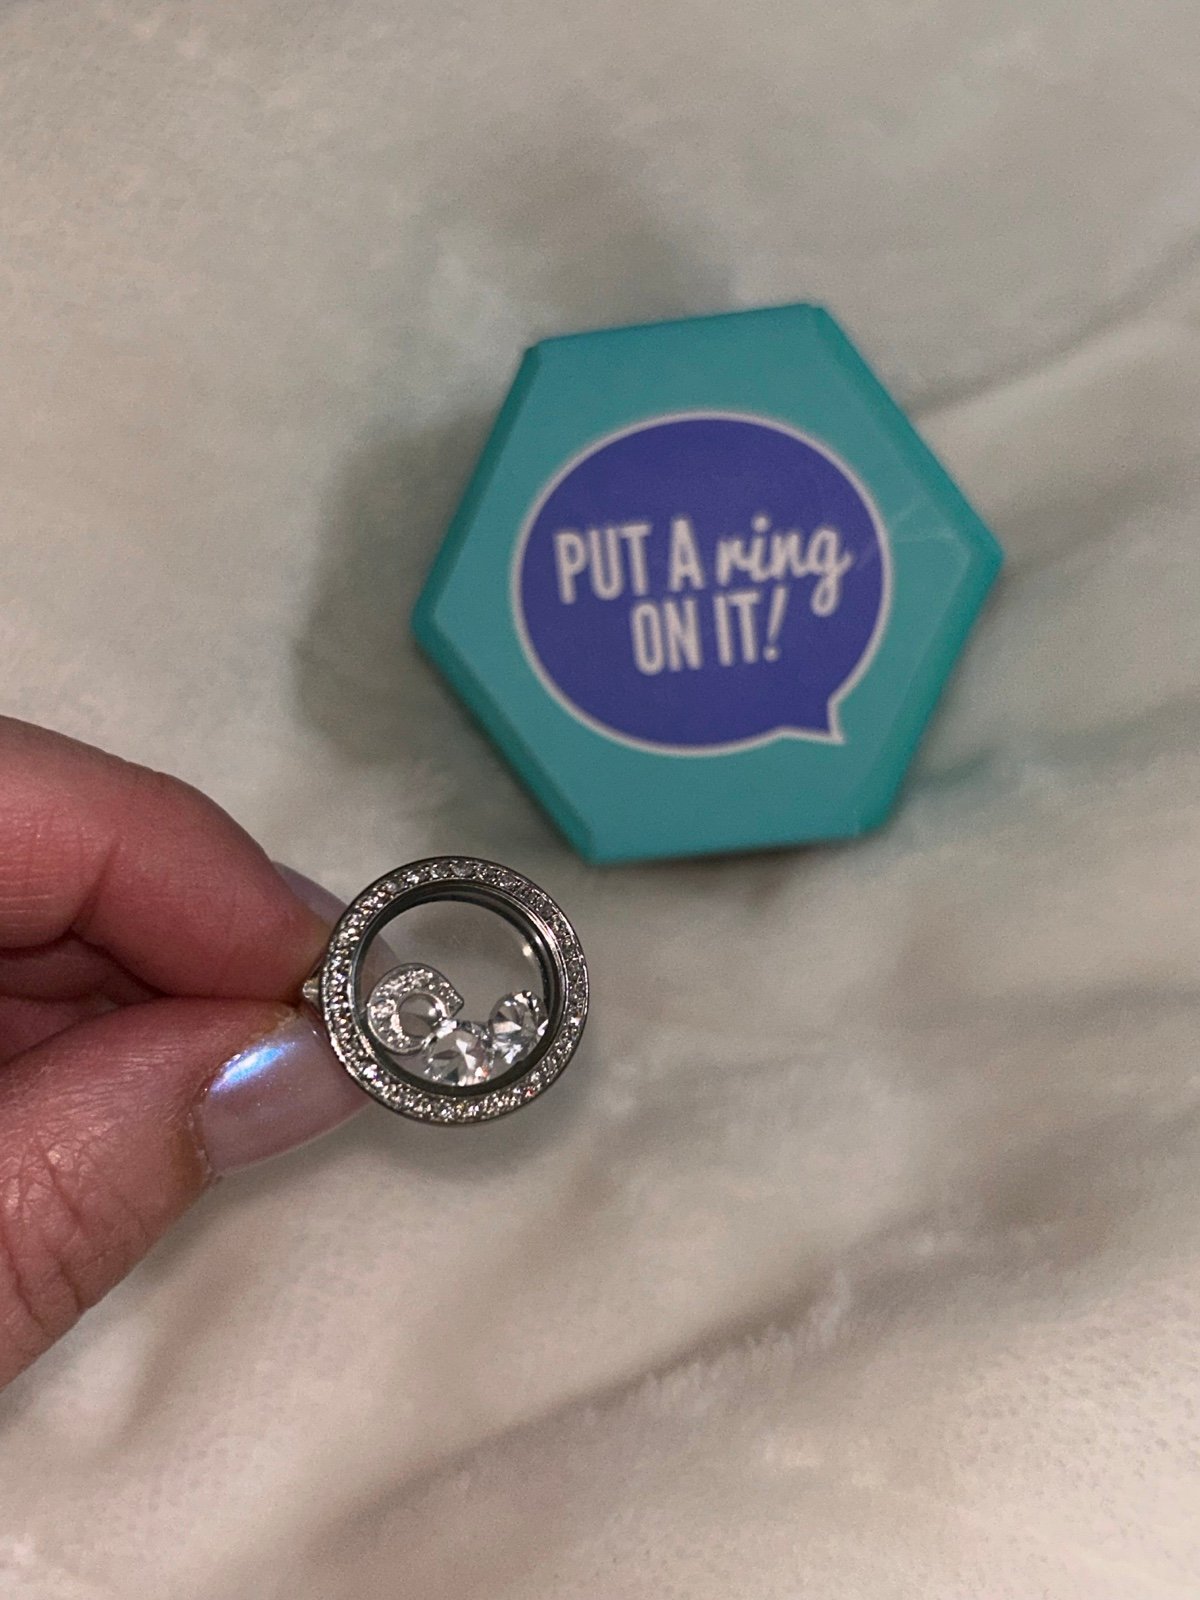 PUT A ring
ON IT!